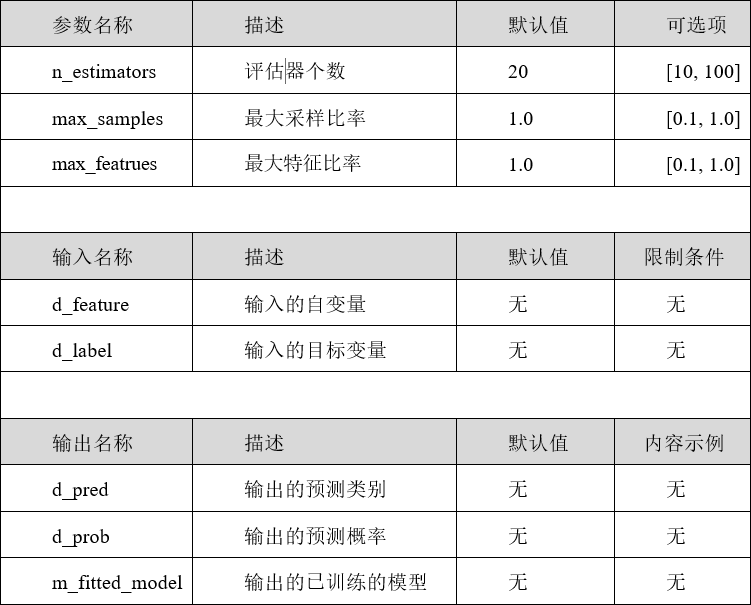 参数名称 描述 默认值 可选项
n_estimators 评估器个数 20 [10, 100]
max_samples 最大采样比率 1.0 [0.1, 1.0]
max_featrues 最大特征比率 1.0 [0.1, 1.0]
输入名称 描述 默认值 限制条件
d_feature 输入的自变量 无 无
d_label 输入的目标变量 无 无
输出名称 描述 默认值 内容示例
d_pred 输出的预测类别 无 无
d_prob 输出的预测概率 无 无
m_fitted_model 输出的已训练的模型 无 无